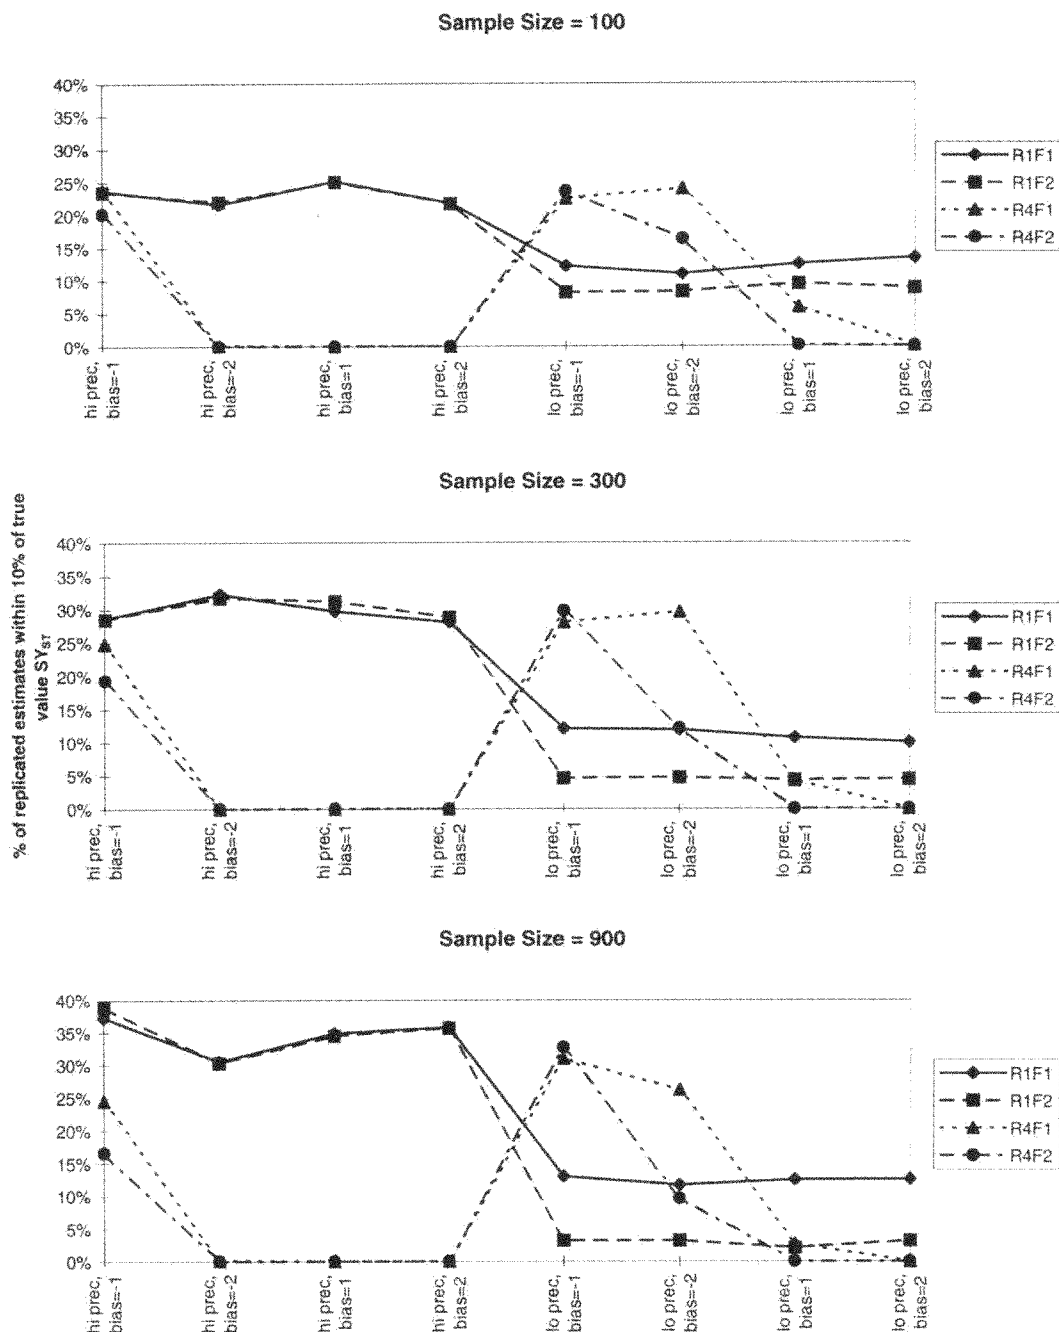 Sample Size = 100
40%
35%
30%
25%
20%
15%
10%
5%
0%
hi prec,
bias=-1
hi prec,
bias=-2
hi prec,
bias=1
hi prec,
bias=2
lo prec,
bias=-1
lo prec,
bias=-2
lo prec,
bias=1
lo prec,
bias=2
R1F1
R1F2
R4F1
R4F2
% of replicated estimates within 10% of true
value SY_ST
Sample Size = 300
40%
35%
30%
25%
20%
15%
10%
5%
0%
hi prec,
bias=-1
hi prec,
bias=-2
hi prec,
bias=1
hi prec,
bias=2
lo prec,
bias=-1
lo prec,
bias=-2
lo prec,
bias=1
lo prec,
bias=2
R1F1
R1F2
R4F1
R4F2
Sample Size = 900
40%
35%
30%
25%
20%
15%
10%
5%
0%
hi prec,
bias=-1
hi prec,
bias=-2
hi prec,
bias=1
hi prec,
bias=2
lo prec,
bias=-1
lo prec,
bias=-2
lo prec,
bias=1
lo prec,
bias=2
R1F1
R1F2
R4F1
R4F2